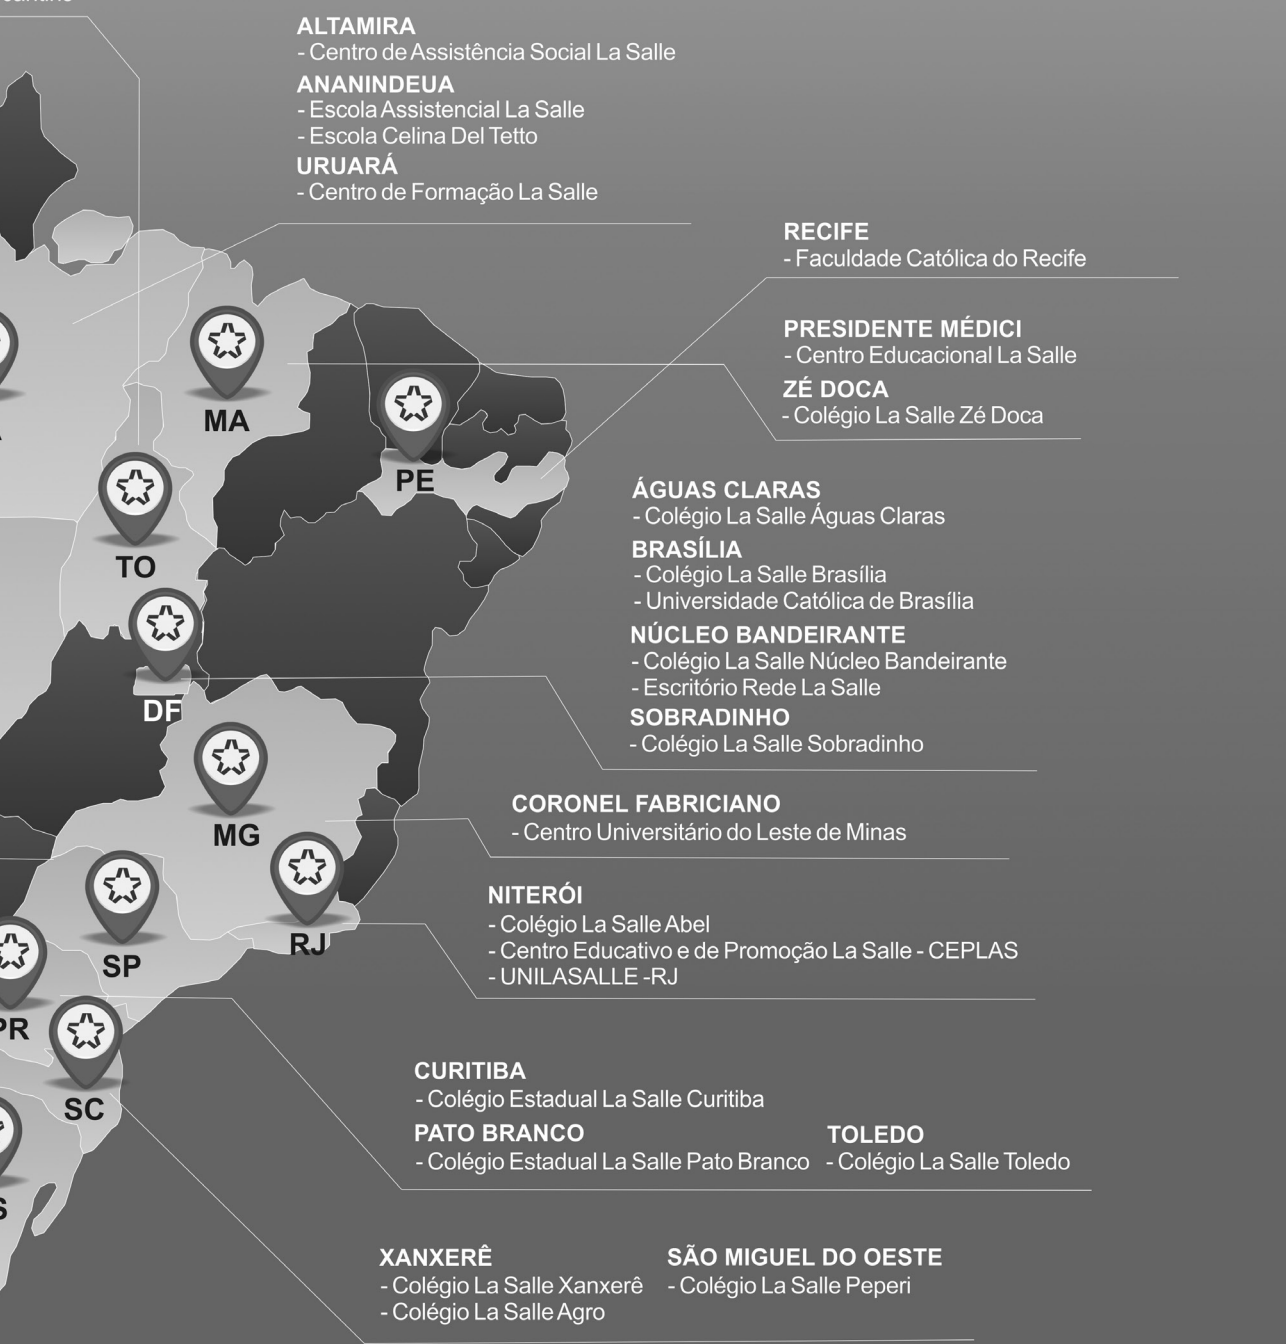 ALTAMIRA
- Centro de Assistência Social La Salle
ANANINDEUA
- Escola Assistencial La Salle
- Escola Celina Del Tetto
URUARÁ
- Centro de Formação La Salle
RECIFE
- Faculdade Católica do Recife
PRESIDENTE MÉDICI
- Centro Educacional La Salle
ZÉ DOCA
- Colégio La Salle Zé Doca
MA
PE
TO
DF
MG
RJ
SP
PR
SC
S
ÁGUAS CLARAS
- Colégio La Salle Águas Claras
BRASÍLIA
- Colégio La Salle Brasília
- Universidade Católica de Brasília
NÚCLEO BANDEIRANTE
- Colégio La Salle Núcleo Bandeirante
- Escritório Rede La Salle
SOBRADINHO
- Colégio La Salle Sobradinho
CORONEL FABRICIANO
- Centro Universitário do Leste de Minas
NITERÓI
- Colégio La Salle Abel
- Centro Educativo e de Promoção La Salle - CEPLAS
- UNILASALLE -RJ
CURITIBA
- Colégio Estadual La Salle Curitiba
PATO BRANCO
- Colégio Estadual La Salle Pato Branco
TOLEDO
- Colégio La Salle Toledo
XANXERÊ
- Colégio La Salle Xanxerê
- Colégio La Salle Agro
SÃO MIGUEL DO OESTE
- Colégio La Salle Peperi